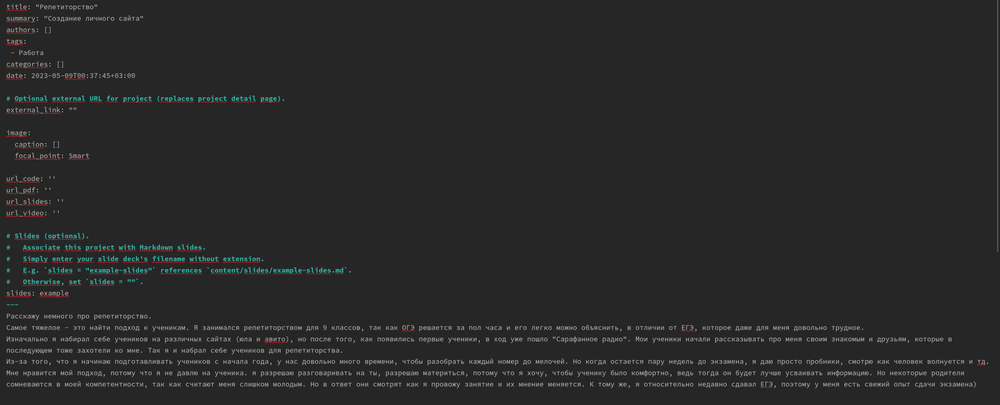 title: "Репетиторство"
summary: "Создание личного сайта"
authors: []
tags:
 - Работа
categories: []
date: 2023-05-09T00:37:45+03:00

# Optional external URL for project (replaces project detail page).
external_link: ""

image:
  caption: []
  focal_point: Smart

url_code: ''
url_pdf: ''
url_slides: ''
url_video: ''

# Slides (optional).
#   Associate this project with Markdown slides.
#   Simply enter your slide deck's filename without extension.
#   E.g. `slides = "example-slides"` references `content/slides/example-slides.md`.
#   Otherwise, set `slides = ""`.
slides: example
---
Расскажу немного про репетиторство.
Самое тяжелое - это найти подход к ученикам. Я занимался репетиторством для 9 классов, так как ОГЭ решается за пол часа и его легко можно объяснить, в отличии от ЕГЭ, которое даже для меня довольно трудное.
Изначально я набирал себе учеников на различных сайтах (юла и авито), но после того, как появились первые ученики, в ход уже пошло "Сарафанное радио". Мои ученики начали рассказывать про меня своим знакомым и друзьям, которые в
последующем тоже захотели ко мне. Так я и набрал себе учеников для репетиторства.
Из-за того, что я начинаю подготавливать учеников с начала года, у нас довольно много времени, чтобы разобрать каждый номер до мелочей. Но когда остается пару недель до экзамена, я даю просто пробники, смотрю как человек волнуется и тд.
Мне нравится мой подход, потому что я не давлю на ученика. я разрешаю разговаривать на ты, разрешаю материться, потому что я хочу, чтобы ученику было комфортно, ведь тогда он будет лучше усваивать информацию. Но некоторые родители
сомневаются в моей компетентности, так как считают меня слишком молодым. Но в ответ они смотрят как я провожу занятие и их мнение меняется. К тому же, я относительно недавно сдавал ЕГЭ, поэтому у меня есть свежий опыт сдачи экзамена)